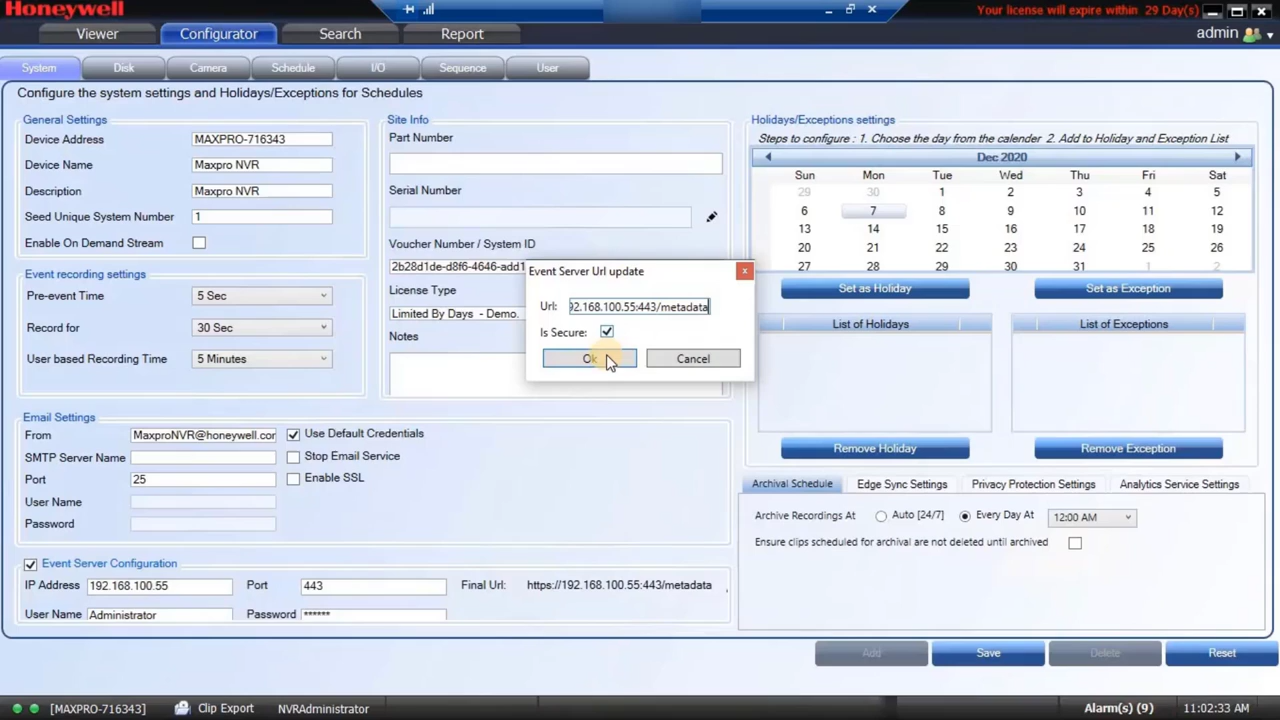 Honeywell
Your license will expire within 29 Day(s)
Viewer
Configurator
Search
Report
admin
System
Disk
Camera
Schedule
I/O
Sequence
User
Configure the system settings and Holidays/Exceptions for Schedules
General Settings
Device Address MAXPRO-716343
Device Name Maxpro NVR
Description Maxpro NVR
Seed Unique System Number 1
Enable On Demand Stream
Event recording settings
Pre-event Time 5 Sec
Record for 30 Sec
User based Recording Time 5 Minutes
Site Info
Part Number
Serial Number
Voucher Number / System ID
2b28d1de-d8f6-4646-add1
License Type
Limited By Days - Demo.
Notes
Event Server Url update
x
Url: 92.168.100.55:443/metadata
Is Secure:
Ok
Cancel
Holidays/Exceptions settings
Steps to configure : 1. Choose the day from the calender 2. Add to Holiday and Exception List
Dec 2020
Sun Mon Tue Wed Thu Fri Sat
29 30 1 2 3 4 5
6 7 8 9 10 11 12
13 14 15 16 17 18 19
20 21 22 23 24 25 26
27 28 29 30 31 1 2
Set as Holiday
Set as Exception
List of Holidays
List of Exceptions
Remove Holiday
Remove Exception
Email Settings
From MaxproNVR@honeywell.cor
Use Default Credentials
SMTP Server Name
Stop Email Service
Port 25
Enable SSL
User Name
Password
Event Server Configuration
IP Address 192.168.100.55 Port 443 Final Url: https://192.168.100.55:443/metadata
User Name Administrator Password ******
Archival Schedule
Edge Sync Settings
Privacy Protection Settings
Analytics Service Settings
Archive Recordings At Auto [24/7] Every Day At 12:00 AM
Ensure clips scheduled for archival are not deleted until archived
Add
Save
Delete
Reset
[MAXPRO-716343]
Clip Export
NVRAdministrator
Alarm(s) (9)
11:02:33 AM